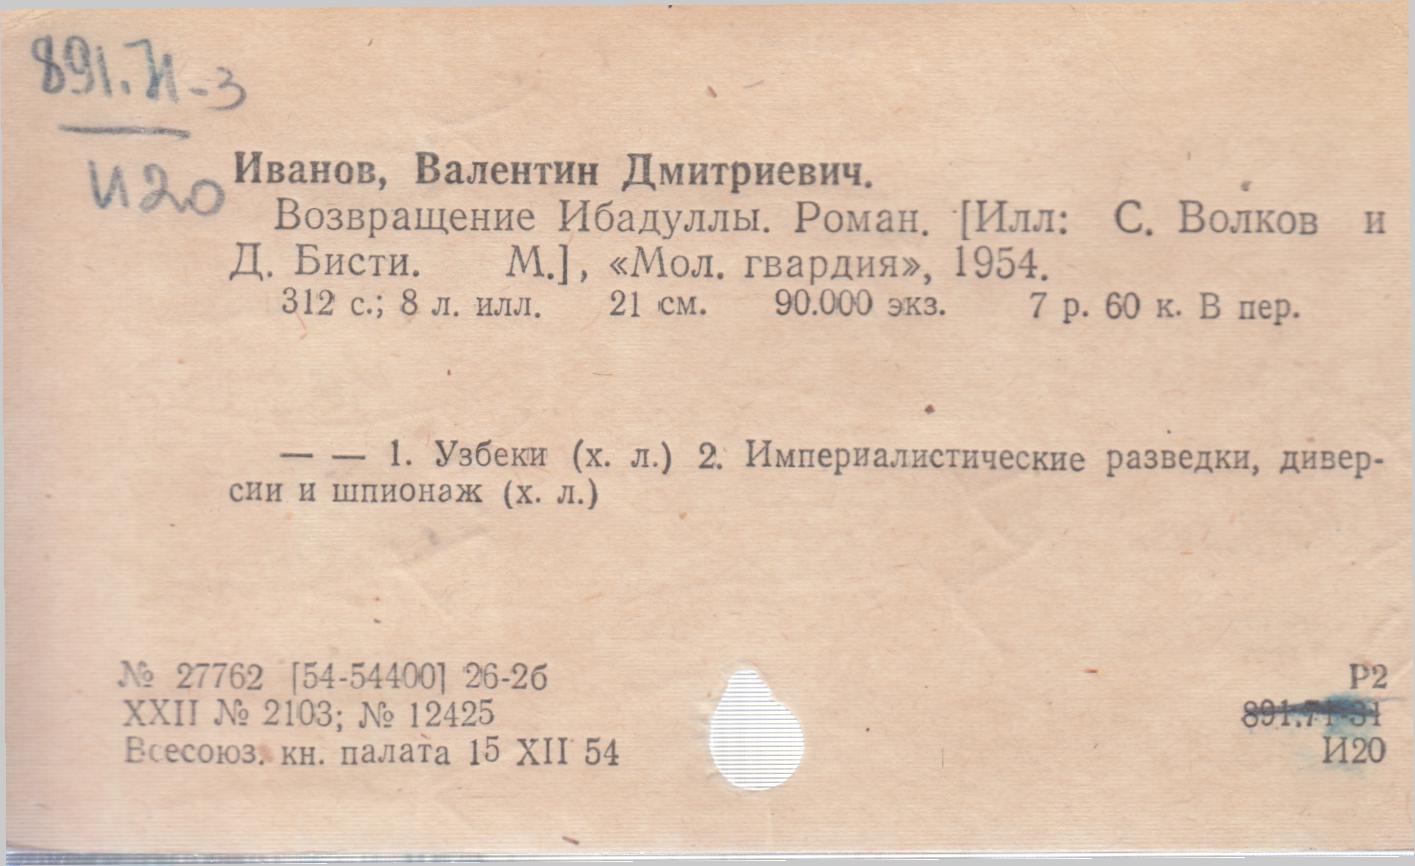 891.71-3
И20
Иванов, Валентин Дмитриевич.
Возвращение Ибадуллы. Роман. [Илл: С. Волков и
Д. Бисти. М.], «Мол. гвардия», 1954.
312 с.; 8 л. илл. 21 см. 90.000 экз. 7 р. 60 к. В пер.
— — 1. Узбеки (х. л.) 2. Империалистические разведки, дивер-
сии и шпионаж (х. л.)
№ 27762 [54-54400] 26-2б
XXII № 2103; № 12425
Всесоюз. кн. палата 15 XII 54
Р2
891.71-31
И20